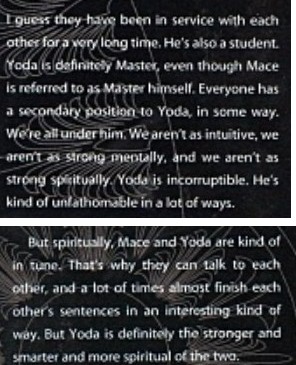 I guess they have been in service with each
other for a very long time. He's also a student.
Yoda is definitely Master, even though Mace
is referred to as Master himself. Everyone has
a secondary position to Yoda, in some way.
We're all under him. We aren't as intuitive, we
aren't as strong mentally, and we aren't as
strong spiritually. Yoda is incorruptible. He's
kind of unfathomable in a lot of ways.
But spiritually, Mace and Yoda are kind of
in tune. That's why they can talk to each
other, and a lot of times almost finish each
other's sentences in an interesting kind of
way. But Yoda is definitely the stronger and
smarter and more spiritual of the two.